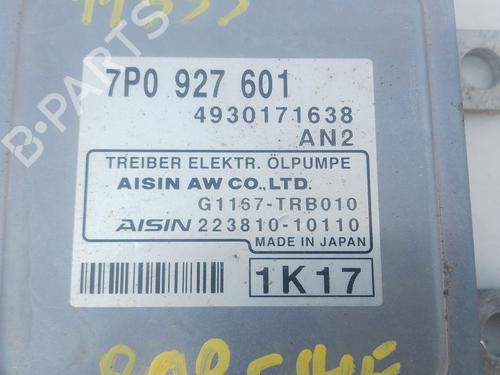 7P0 927 601
4930171638
AN2
TREIBER ELEKTR. ÖLPUMPE
AISIN AW CO.,LTD.
G1167-TRB010
AISIN 223810-10110
MADE IN JAPAN
1K17
B-PARTS
PORSCHE